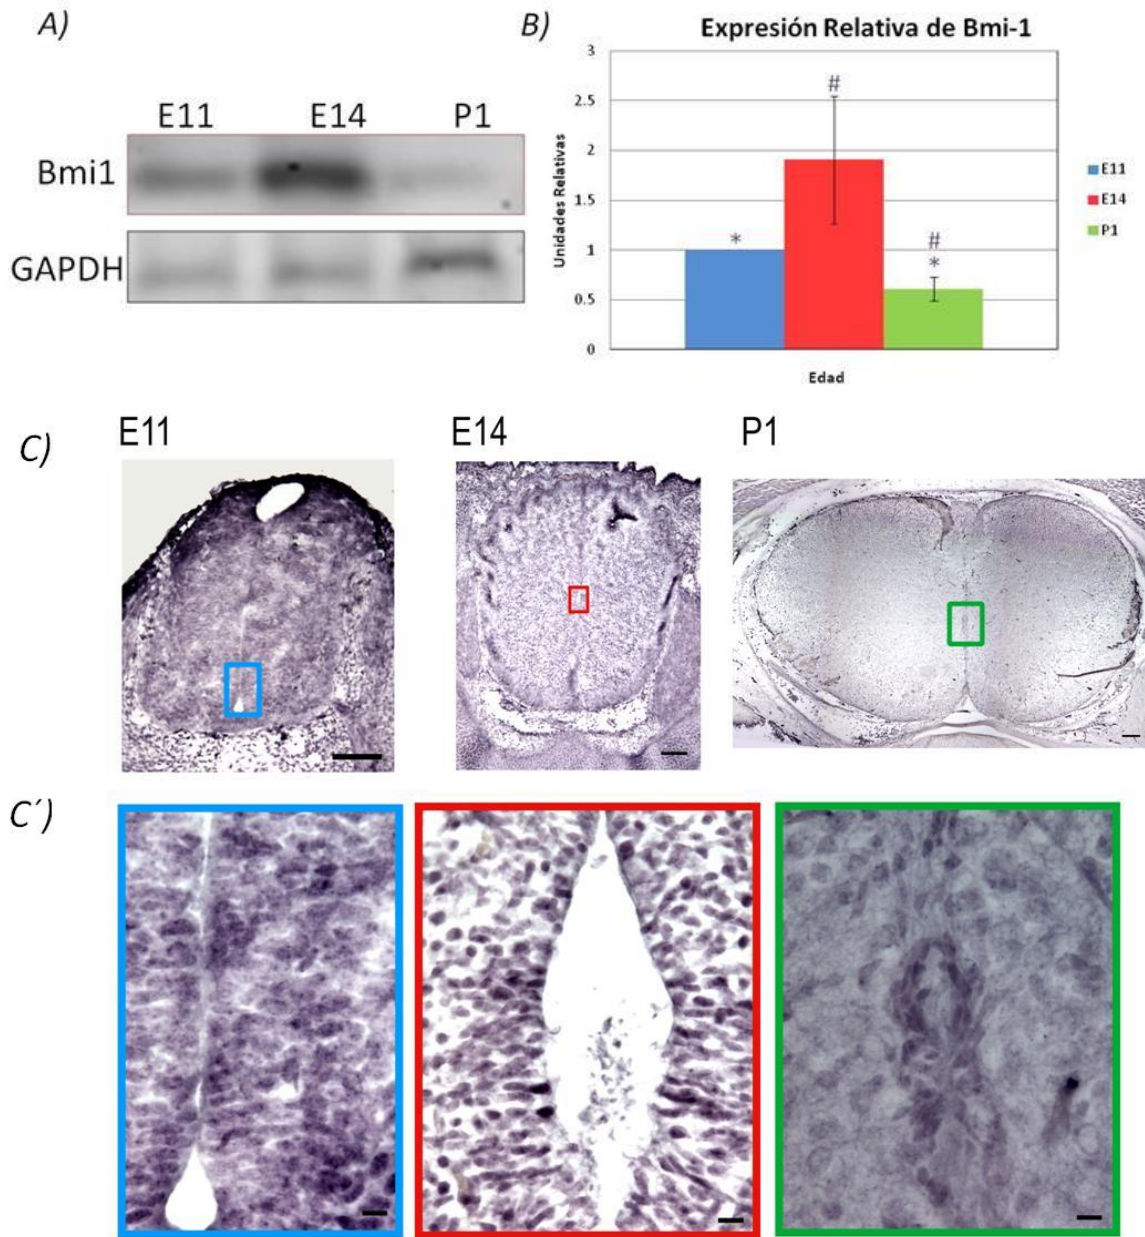 A)
E11 E14 P1
Bmi1
GAPDH
B)
Expresión Relativa de Bmi-1
Unidades Relativas
3
2.5
2
1.5
1
0.5
0
*
#
#
*
Edad
E11
E14
P1
C)
E11
E14
P1
C´)